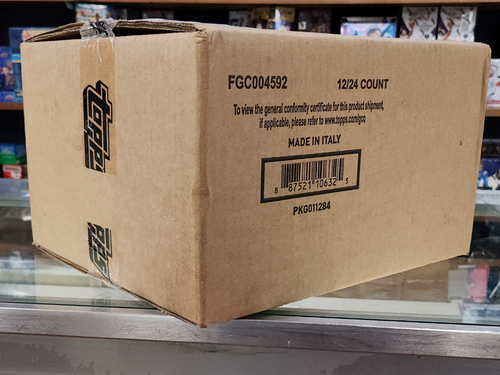 FGC004592 12/24 COUNT
To view the general conformity certificate for this product shipment,
if applicable, please refer to www.topps.com/gcc
MADE IN ITALY
8 87521 10632 5
PKG011284
topps
topps